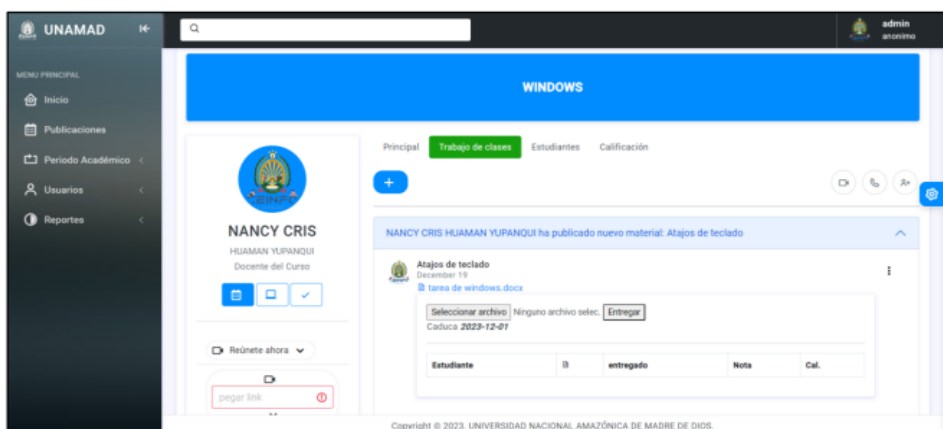 UNAMAD
admin
anonimo
MENU PRINCIPAL
Inicio
Publicaciones
Periodo Académico
Usuarios
Reportes
WINDOWS
CEINFO
NANCY CRIS
HUAMAN YUPANQUI
Docente del Curso
Reúnete ahora
pegar link
Principal Trabajo de clases Estudiantes Calificación
+
NANCY CRIS HUAMAN YUPANQUI ha publicado nuevo material: Atajos de teclado
Atajos de teclado
December 19
tarea de windows.docx
Seleccionar archivo Ninguno archivo selec. Entregar
Caduca 2023-12-01
Estudiante entregado Nota Cal.
Copyright © 2023. UNIVERSIDAD NACIONAL AMAZÓNICA DE MADRE DE DIOS.